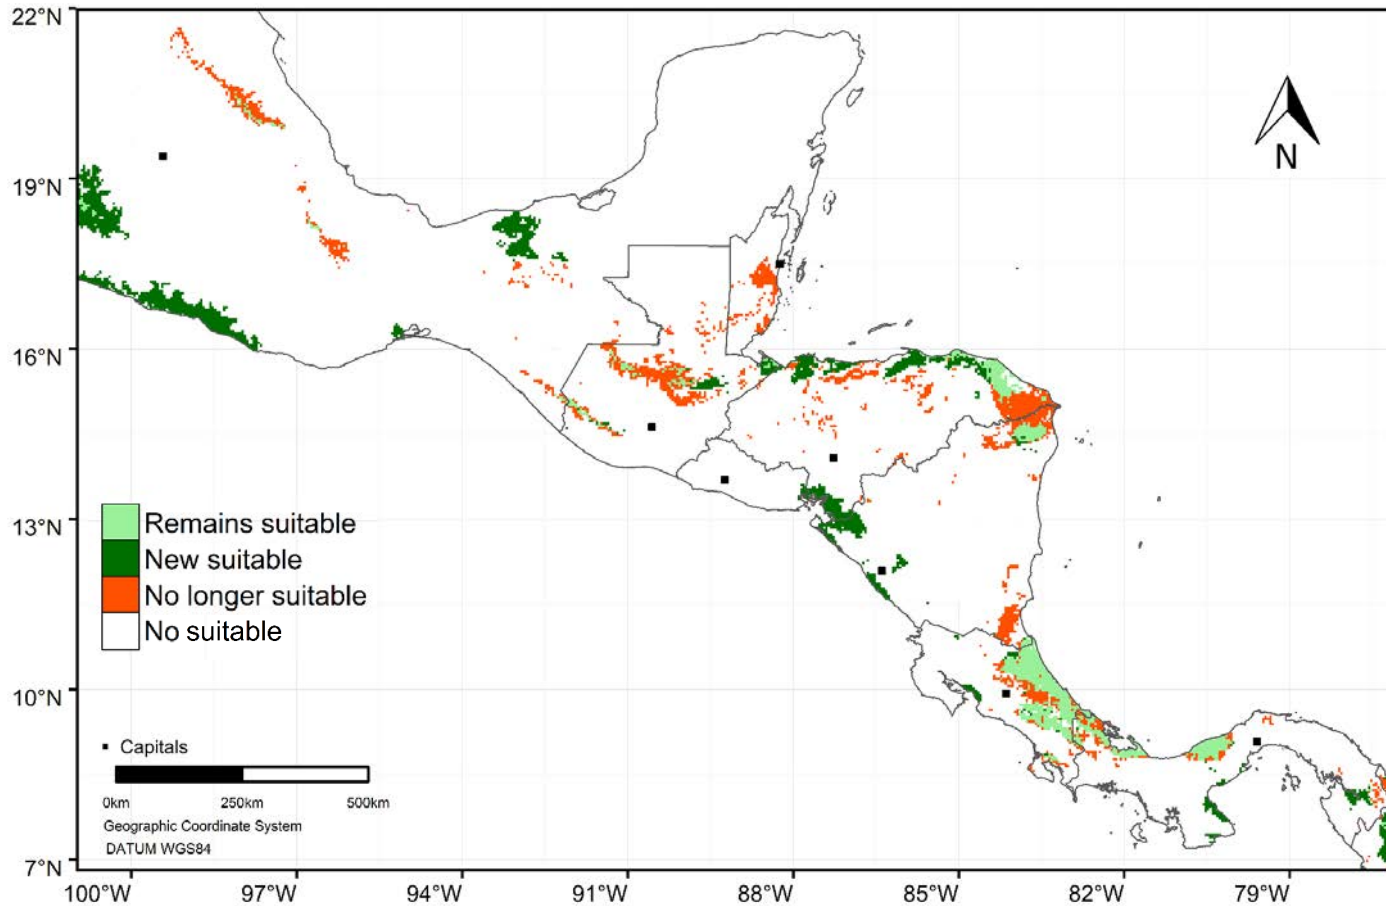 22°N
19°N
16°N
13°N
10°N
7°N
N
Remains suitable
New suitable
No longer suitable
No suitable
Capitals
0km 250km 500km
Geographic Coordinate System
DATUM WGS84
100°W 97°W 94°W 91°W 88°W 85°W 82°W 79°W